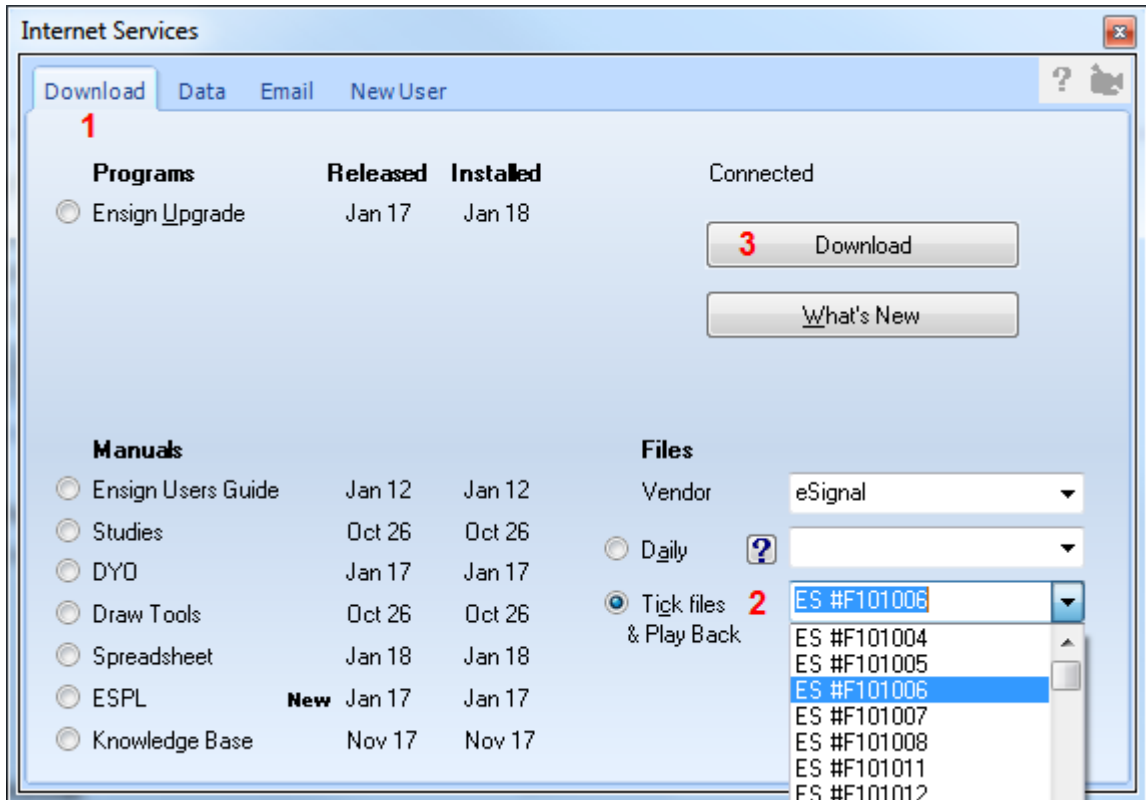 Internet Services
Download Data Email New User
?
1
Programs Released Installed
Ensign Upgrade Jan 17 Jan 18
Connected
3 Download
What's New
Manuals
Ensign Users Guide Jan 12 Jan 12
Studies Oct 26 Oct 26
DYO Jan 17 Jan 17
Draw Tools Oct 26 Oct 26
Spreadsheet Jan 18 Jan 18
ESPL New Jan 17 Jan 17
Knowledge Base Nov 17 Nov 17
Files
Vendor eSignal
Daily ?
Tick files 2 ES #F101006
& Play Back
ES #F101004
ES #F101005
ES #F101006
ES #F101007
ES #F101008
ES #F101011
ES #F101012